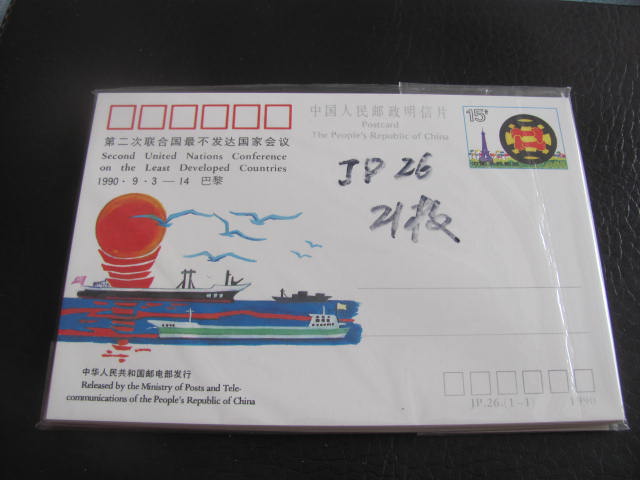 中国人民邮政明信片
Postcard
The People's Republic of China
15分
第二次联合国最不发达国家会议
Second United Nations Conference
on the Least Developed Countries
1990·9·3—14 巴黎
JP 26
21枚
中华人民共和国邮电部发行
Released by the Ministry of Posts and Tele-
communications of the People's Republic of China
JP.26.(1-1) 1990